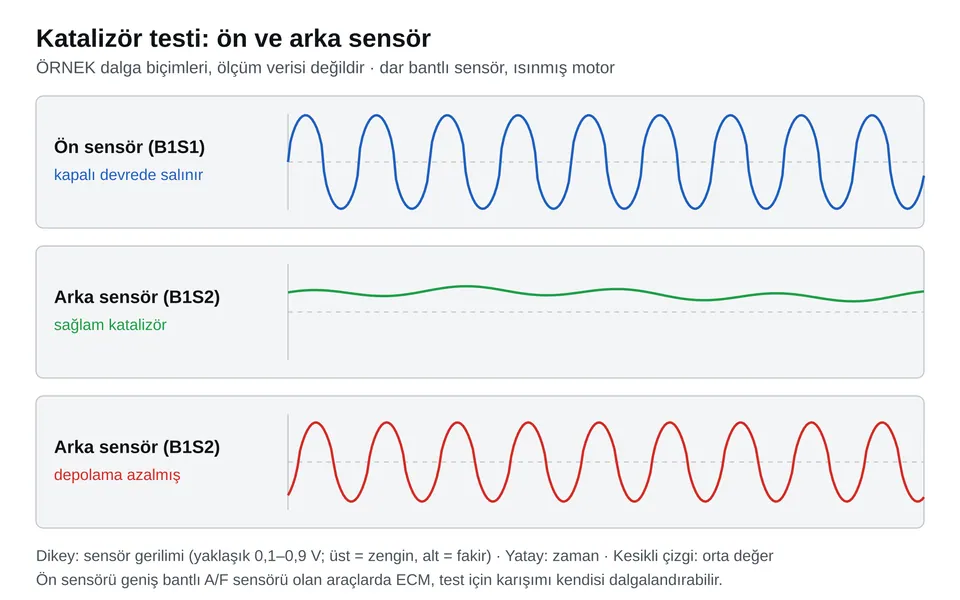 Katalizör testi: ön ve arka sensör
ÖRNEK dalga biçimleri, ölçüm verisi değildir · dar bantlı sensör, ısınmış motor
Ön sensör (B1S1)
kapalı devrede salınır
Arka sensör (B1S2)
sağlam katalizör
Arka sensör (B1S2)
depolama azalmış
Dikey: sensör gerilimi (yaklaşık 0,1–0,9 V; üst = zengin, alt = fakir) · Yatay: zaman · Kesikli çizgi: orta değer
Ön sensörü geniş bantlı A/F sensörü olan araçlarda ECM, test için karışımı kendisi dalgalandırabilir.